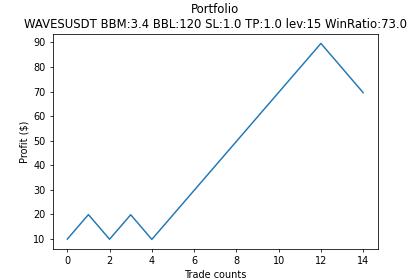 Portfolio
WAVESUSDT BBM:3.4 BBL:120 SL:1.0 TP:1.0 lev:15 WinRatio:73.0
90
80
70
60
50
40
30
20
10
Profit ($)
0 2 4 6 8 10 12 14
Trade counts